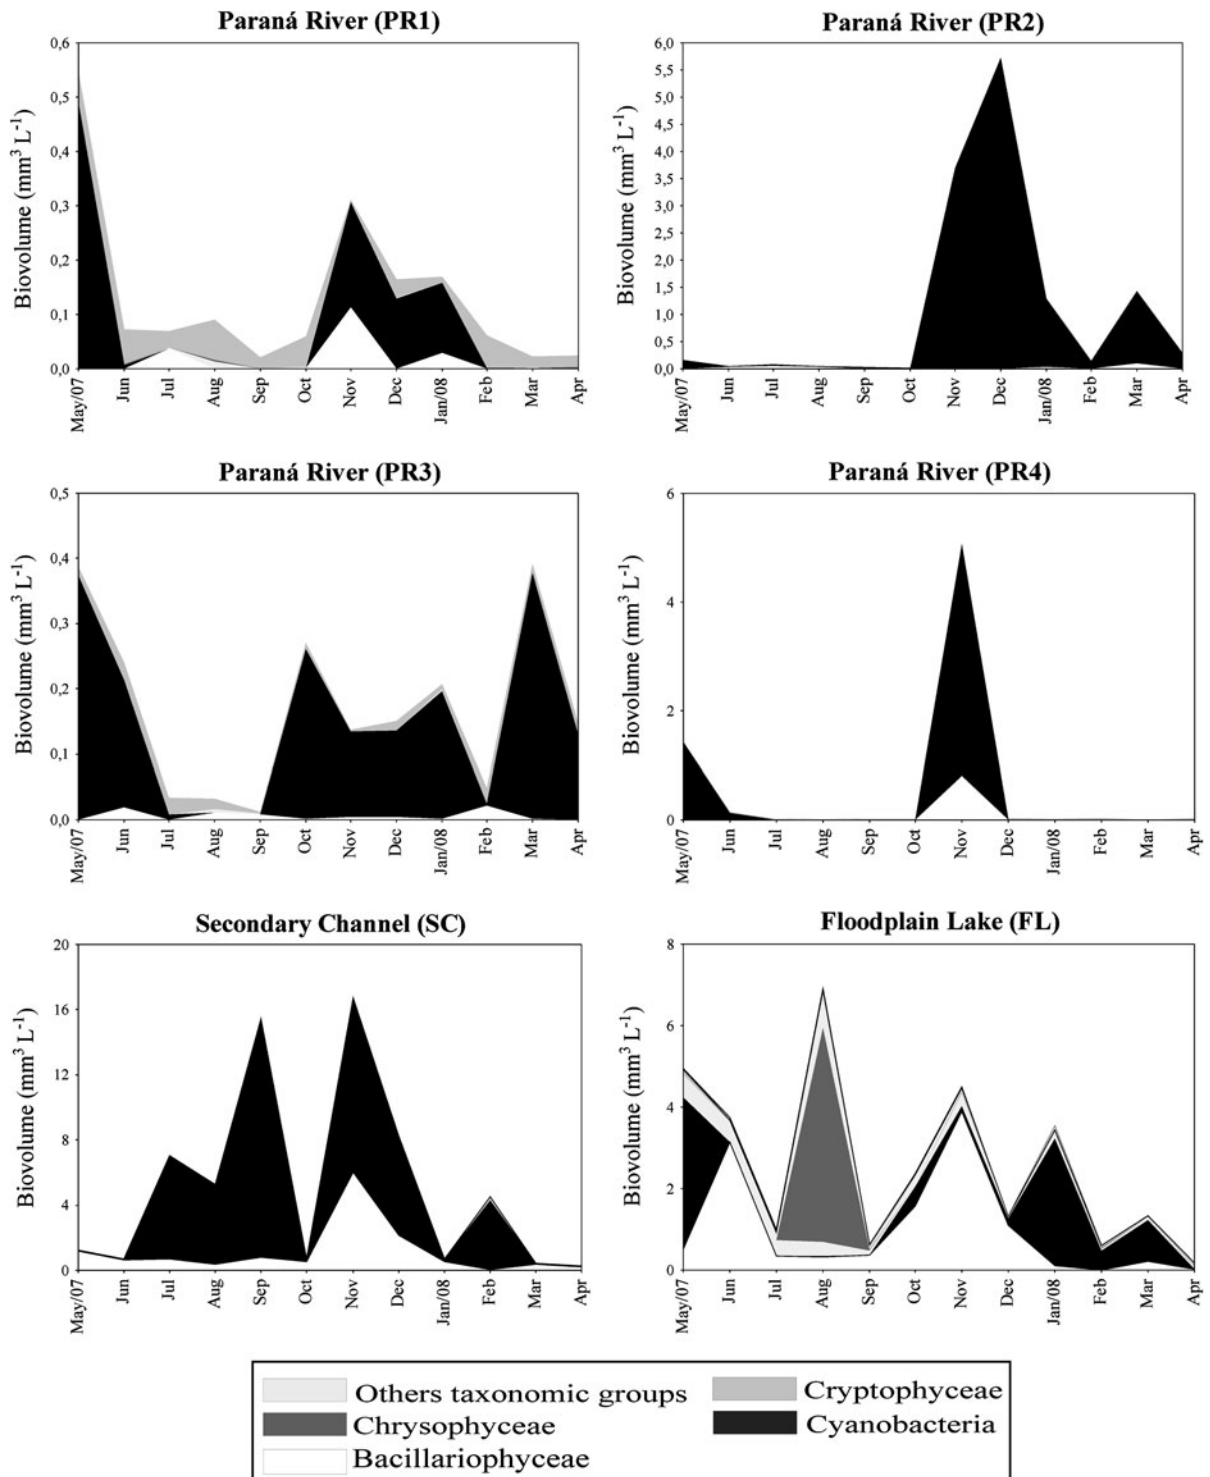 Paraná River (PR1)
Biovolume (mm³ L⁻¹)
0,6
0,5
0,4
0,3
0,2
0,1
0,0
May/07
Jun
Jul
Aug
Sep
Oct
Nov
Dec
Jan/08
Feb
Mar
Apr
Paraná River (PR2)
Biovolume (mm³ L⁻¹)
6,0
5,5
5,0
4,5
4,0
3,5
3,0
2,5
2,0
1,5
1,0
0,5
0,0
May/07
Jun
Jul
Aug
Sep
Oct
Nov
Dec
Jan/08
Feb
Mar
Apr
Paraná River (PR3)
Biovolume (mm³ L⁻¹)
0,5
0,4
0,3
0,2
0,1
0,0
May/07
Jun
Jul
Aug
Sep
Oct
Nov
Dec
Jan/08
Feb
Mar
Apr
Paraná River (PR4)
Biovolume (mm³ L⁻¹)
6
4
2
0
May/07
Jun
Jul
Aug
Sep
Oct
Nov
Dec
Jan/08
Feb
Mar
Apr
Secondary Channel (SC)
Biovolume (mm³ L⁻¹)
20
16
12
8
4
0
May/07
Jun
Jul
Aug
Sep
Oct
Nov
Dec
Jan/08
Feb
Mar
Apr
Floodplain Lake (FL)
Biovolume (mm³ L⁻¹)
8
6
4
2
0
May/07
Jun
Jul
Aug
Sep
Oct
Nov
Dec
Jan/08
Feb
Mar
Apr
Others taxonomic groups
Cryptophyceae
Chrysophyceae
Cyanobacteria
Bacillariophyceae